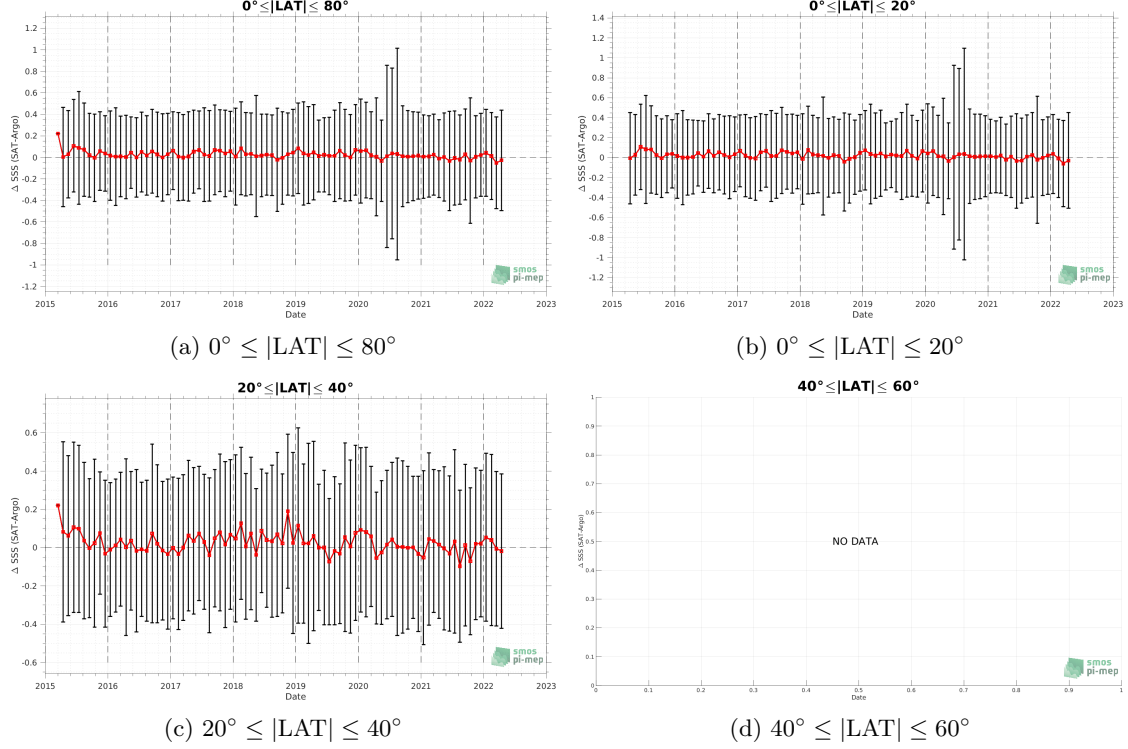 0°≤|LAT|≤ 80°
Δ SSS (SAT-Argo)
1.2
1
0.8
0.6
0.4
0.2
0
-0.2
-0.4
-0.6
-0.8
-1
-1.2
2015 2016 2017 2018 2019 2020 2021 2022 2023
Date
smos
pi-mep
(a) 0° ≤ |LAT| ≤ 80°
0°≤|LAT|≤ 20°
Δ SSS (SAT-Argo)
1.4
1.2
1
0.8
0.6
0.4
0.2
0
-0.2
-0.4
-0.6
-0.8
-1
-1.2
2015 2016 2017 2018 2019 2020 2021 2022 2023
Date
smos
pi-mep
(b) 0° ≤ |LAT| ≤ 20°
20°≤|LAT|≤ 40°
Δ SSS (SAT-Argo)
0.6
0.4
0.2
0
-0.2
-0.4
-0.6
2015 2016 2017 2018 2019 2020 2021 2022 2023
Date
smos
pi-mep
(c) 20° ≤ |LAT| ≤ 40°
40°≤|LAT|≤ 60°
Δ SSS (SAT-Argo)
1
0.9
0.8
0.7
0.6
0.5
0.4
0.3
0.2
0.1
0
NO DATA
0 0.1 0.2 0.3 0.4 0.5 0.6 0.7 0.8 0.9 1
Date
smos
pi-mep
(d) 40° ≤ |LAT| ≤ 60°